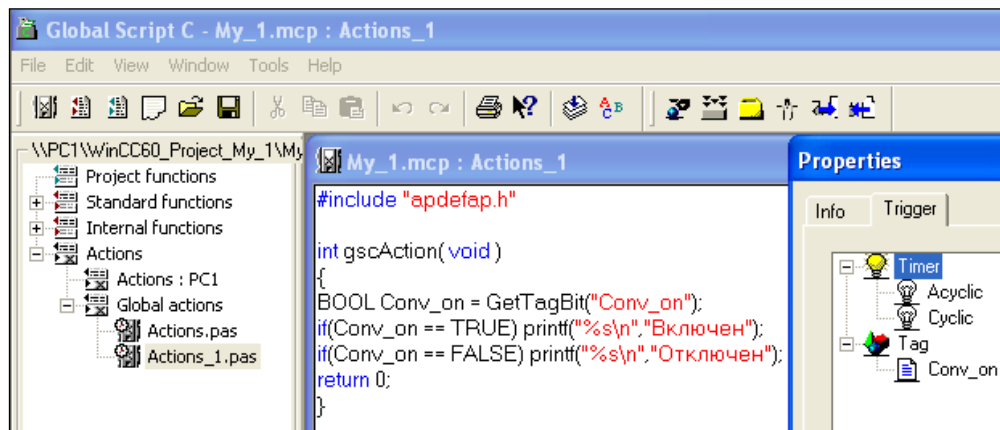 Global Script C - My_1.mcp : Actions_1
File Edit View Window Tools Help
\\PC1\WinCC60_Project_My_1\My
Project functions
Standard functions
Internal functions
Actions
Actions : PC1
Global actions
Actions.pas
Actions_1.pas
My_1.mcp : Actions_1
#include "apdefap.h"
int gscAction( void )
{
BOOL Conv_on = GetTagBit("Conv_on");
if(Conv_on == TRUE) printf("%s\n","Включен");
if(Conv_on == FALSE) printf("%s\n","Отключен");
return 0;
}
Properties
Info Trigger
Timer
Acyclic
Cyclic
Tag
Conv_on